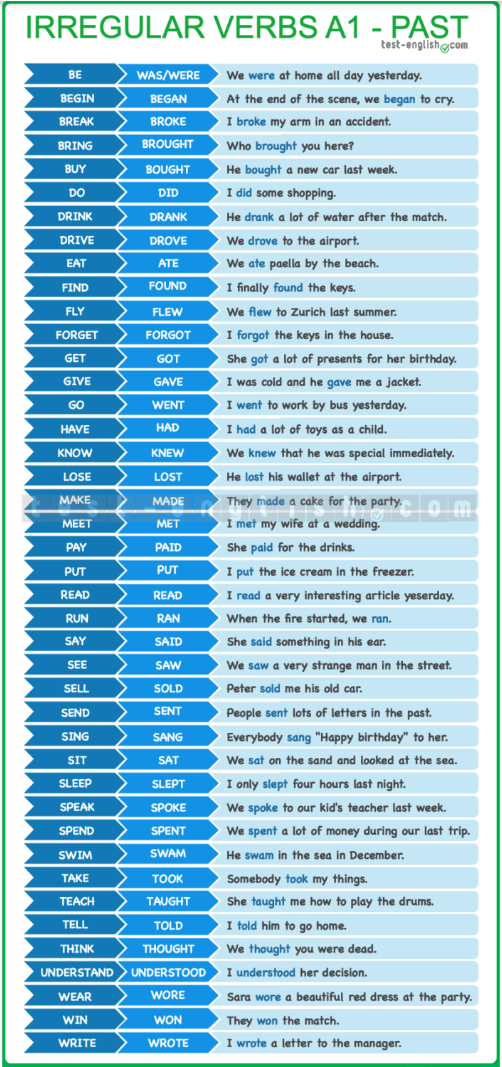 IRREGULAR VERBS A1 - PAST
test-english.com
BE WAS/WERE We were at home all day yesterday.
BEGIN BEGAN At the end of the scene, we began to cry.
BREAK BROKE I broke my arm in an accident.
BRING BROUGHT Who brought you here?
BUY BOUGHT He bought a new car last week.
DO DID I did some shopping.
DRINK DRANK He drank a lot of water after the match.
DRIVE DROVE We drove to the airport.
EAT ATE We ate paella by the beach.
FIND FOUND I finally found the keys.
FLY FLEW We flew to Zurich last summer.
FORGET FORGOT I forgot the keys in the house.
GET GOT She got a lot of presents for her birthday.
GIVE GAVE I was cold and he gave me a jacket.
GO WENT I went to work by bus yesterday.
HAVE HAD I had a lot of toys as a child.
KNOW KNEW We knew that he was special immediately.
LOSE LOST He lost his wallet at the airport.
MAKE MADE They made a cake for the party.
test-english.com
MEET MET I met my wife at a wedding.
PAY PAID She paid for the drinks.
PUT PUT I put the ice cream in the freezer.
READ READ I read a very interesting article yeserday.
RUN RAN When the fire started, we ran.
SAY SAID She said something in his ear.
SEE SAW We saw a very strange man in the street.
SELL SOLD Peter sold me his old car.
SEND SENT People sent lots of letters in the past.
SING SANG Everybody sang "Happy birthday" to her.
SIT SAT We sat on the sand and looked at the sea.
SLEEP SLEPT I only slept four hours last night.
SPEAK SPOKE We spoke to our kid's teacher last week.
SPEND SPENT We spent a lot of money during our last trip.
SWIM SWAM He swam in the sea in December.
TAKE TOOK Somebody took my things.
TEACH TAUGHT She taught me how to play the drums.
TELL TOLD I told him to go home.
THINK THOUGHT We thought you were dead.
UNDERSTAND UNDERSTOOD I understood her decision.
WEAR WORE Sara wore a beautiful red dress at the party.
WIN WON They won the match.
WRITE WROTE I wrote a letter to the manager.